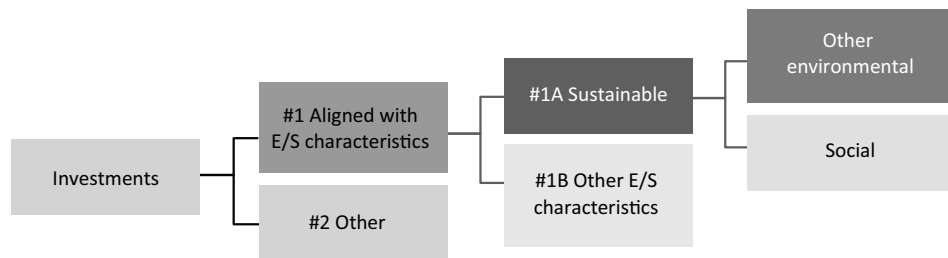 Investments
#1 Aligned with
E/S characteristics
#2 Other
#1A Sustainable
#1B Other E/S
characteristics
Other
environmental
Social